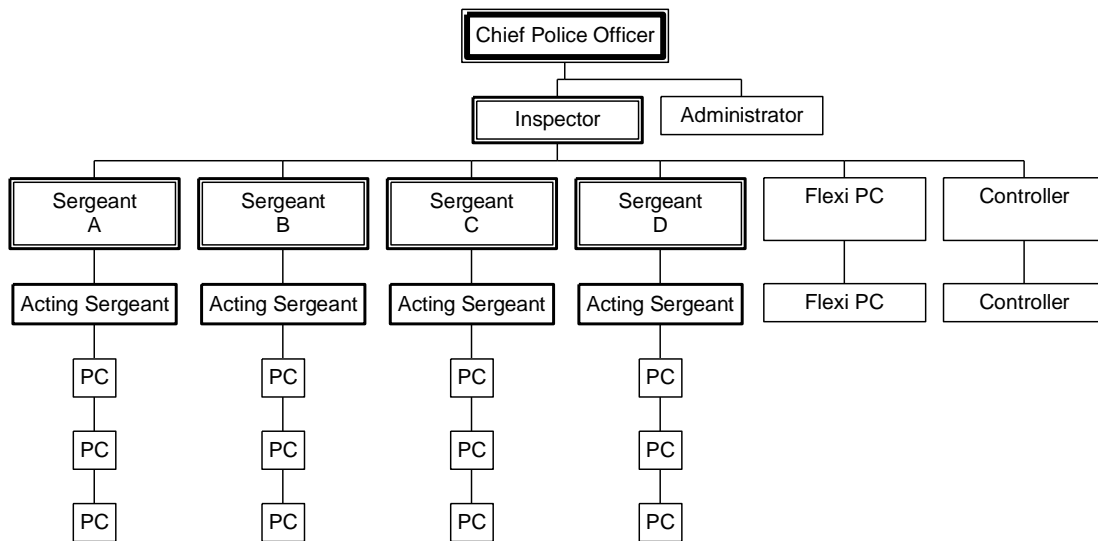 Chief Police Officer
Inspector
Administrator
Sergeant
A
Sergeant
B
Sergeant
C
Sergeant
D
Flexi PC
Controller
Acting Sergeant
Acting Sergeant
Acting Sergeant
Acting Sergeant
Flexi PC
Controller
PC
PC
PC
PC
PC
PC
PC
PC
PC
PC
PC
PC